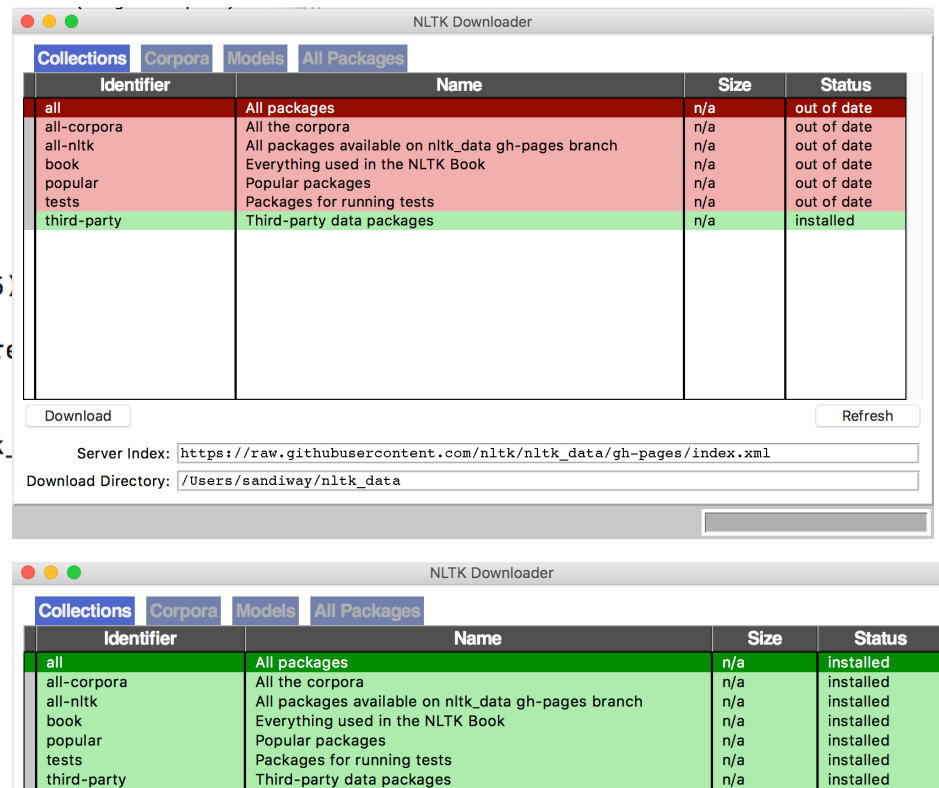 NLTK Downloader
Collections Corpora Models All Packages
Identifier Name Size Status
all All packages n/a out of date
all-corpora All the corpora n/a out of date
all-nltk All packages available on nltk_data gh-pages branch n/a out of date
book Everything used in the NLTK Book n/a out of date
popular Popular packages n/a out of date
tests Packages for running tests n/a out of date
third-party Third-party data packages n/a installed
Download Refresh
Server Index: https://raw.githubusercontent.com/nltk/nltk_data/gh-pages/index.xml
Download Directory: /Users/sandiway/nltk_data
NLTK Downloader
Collections Corpora Models All Packages
Identifier Name Size Status
all All packages n/a installed
all-corpora All the corpora n/a installed
all-nltk All packages available on nltk_data gh-pages branch n/a installed
book Everything used in the NLTK Book n/a installed
popular Popular packages n/a installed
tests Packages for running tests n/a installed
third-party Third-party data packages n/a installed